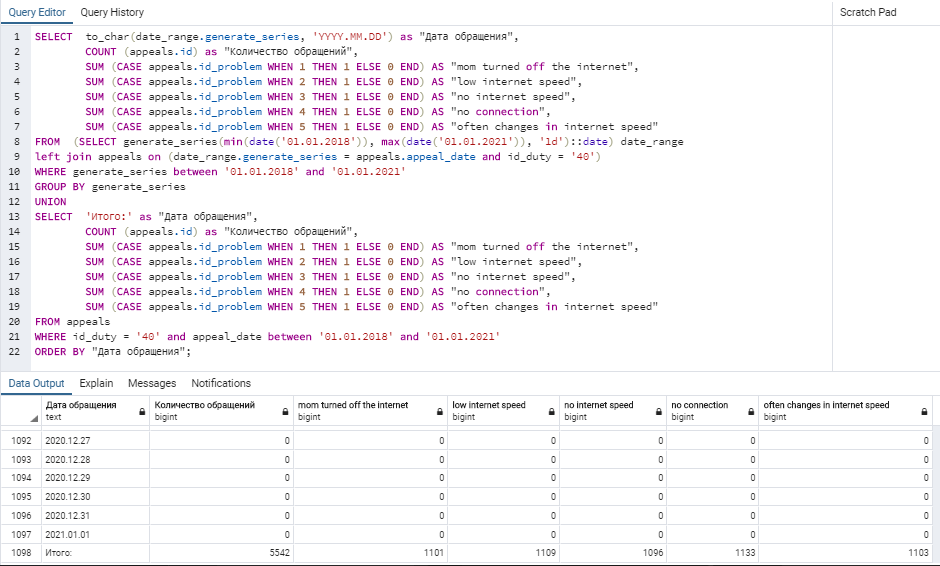 Query Editor Query History Scratch Pad
1 SELECT to_char(date_range.generate_series, 'YYYY.MM.DD') as "Дата обращения",
2 COUNT (appeals.id) as "Количество обращений",
3 SUM (CASE appeals.id_problem WHEN 1 THEN 1 ELSE 0 END) AS "mom turned off the internet",
4 SUM (CASE appeals.id_problem WHEN 2 THEN 1 ELSE 0 END) AS "low internet speed",
5 SUM (CASE appeals.id_problem WHEN 3 THEN 1 ELSE 0 END) AS "no internet speed",
6 SUM (CASE appeals.id_problem WHEN 4 THEN 1 ELSE 0 END) AS "no connection",
7 SUM (CASE appeals.id_problem WHEN 5 THEN 1 ELSE 0 END) AS "often changes in internet speed"
8 FROM (SELECT generate_series(min(date('01.01.2018')), max(date('01.01.2021')), '1d')::date) date_range
9 left join appeals on (date_range.generate_series = appeals.appeal_date and id_duty = '40')
10 WHERE generate_series between '01.01.2018' and '01.01.2021'
11 GROUP BY generate_series
12 UNION
13 SELECT 'Итого:' as "Дата обращения",
14 COUNT (appeals.id) as "Количество обращений",
15 SUM (CASE appeals.id_problem WHEN 1 THEN 1 ELSE 0 END) AS "mom turned off the internet",
16 SUM (CASE appeals.id_problem WHEN 2 THEN 1 ELSE 0 END) AS "low internet speed",
17 SUM (CASE appeals.id_problem WHEN 3 THEN 1 ELSE 0 END) AS "no internet speed",
18 SUM (CASE appeals.id_problem WHEN 4 THEN 1 ELSE 0 END) AS "no connection",
19 SUM (CASE appeals.id_problem WHEN 5 THEN 1 ELSE 0 END) AS "often changes in internet speed"
20 FROM appeals
21 WHERE id_duty = '40' and appeal_date between '01.01.2018' and '01.01.2021'
22 ORDER BY "Дата обращения";
Data Output Explain Messages Notifications
Дата обращения Количество обращений mom turned off the internet low internet speed no internet speed no connection often changes in internet speed
text bigint bigint bigint bigint bigint bigint
1092 2020.12.27 0 0 0 0 0 0
1093 2020.12.28 0 0 0 0 0 0
1094 2020.12.29 0 0 0 0 0 0
1095 2020.12.30 0 0 0 0 0 0
1096 2020.12.31 0 0 0 0 0 0
1097 2021.01.01 0 0 0 0 0 0
1098 Итого: 5542 1101 1109 1096 1133 1103